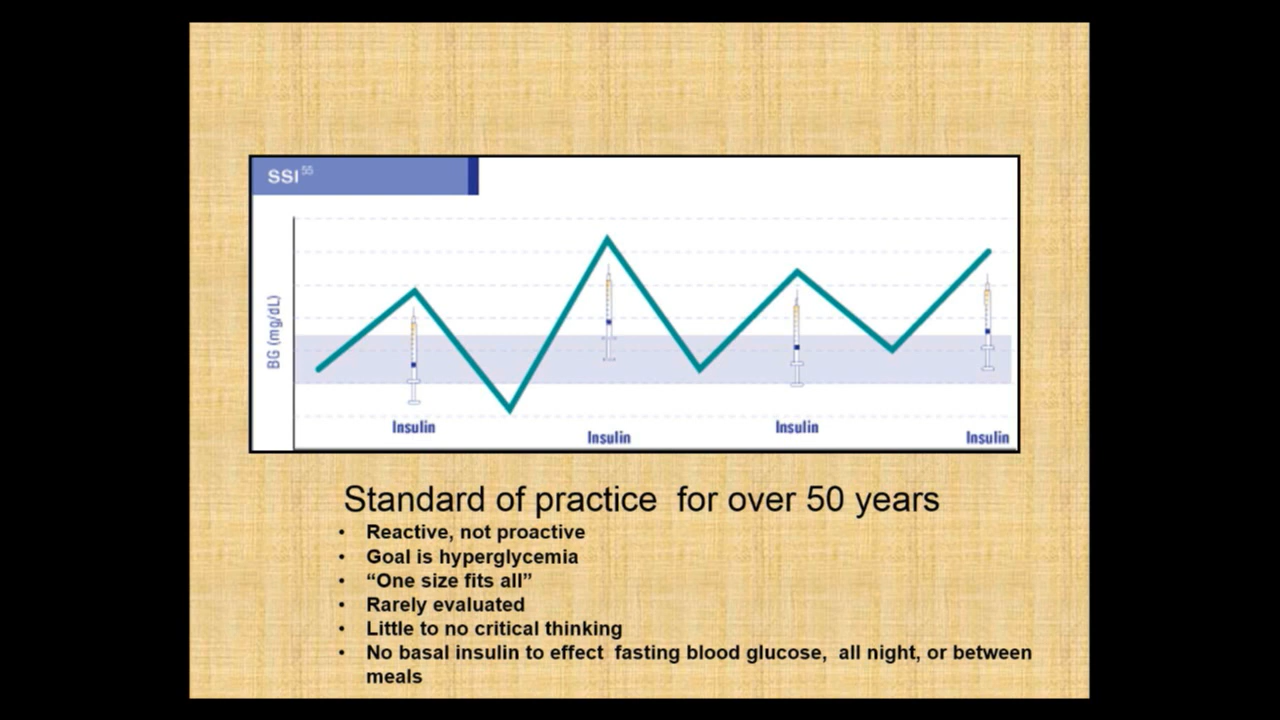 SSI 55
BG (mg/dL)
Insulin
Insulin
Insulin
Insulin
Standard of practice for over 50 years
• Reactive, not proactive
• Goal is hyperglycemia
• “One size fits all”
• Rarely evaluated
• Little to no critical thinking
• No basal insulin to effect fasting blood glucose, all night, or between
meals